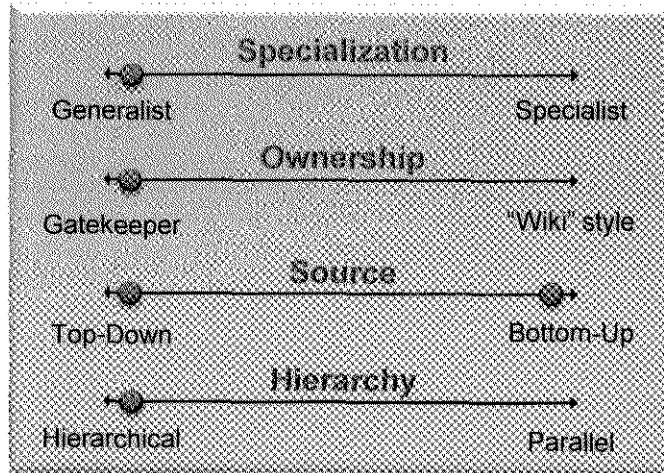 Specialization
Generalist Specialist
Ownership
Gatekeeper "Wiki" style
Source
Top-Down Bottom-Up
Hierarchy
Hierarchical Parallel